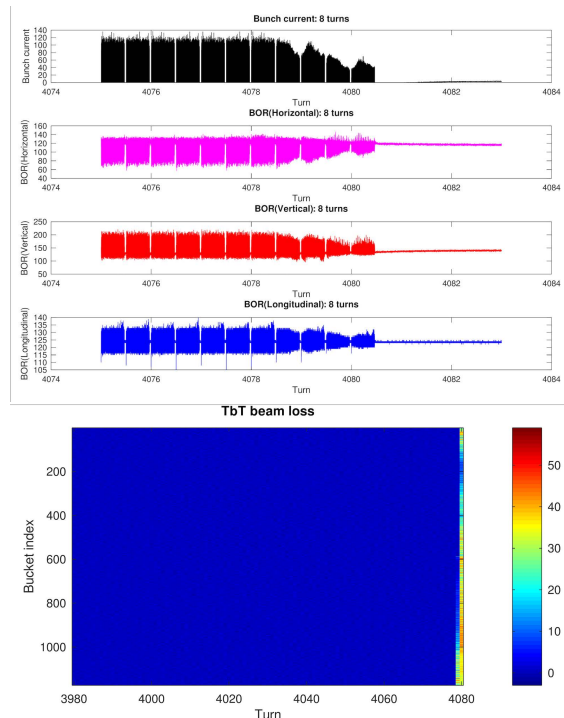 Bunch current: 8 turns
Bunch current
140
120
100
80
60
40
20
0
4074 4076 4078 4080 4082 4084
Turn
BOR(Horizontal): 8 turns
BOR(Horizontal)
160
140
120
100
80
60
40
4074 4076 4078 4080 4082 4084
Turn
BOR(Vertical): 8 turns
BOR(Vertical)
250
200
150
100
50
4074 4076 4078 4080 4082 4084
Turn
BOR(Longitudinal): 8 turns
BOR(Longitudinal)
140
135
130
125
120
115
110
105
4074 4076 4078 4080 4082 4084
Turn
TbT beam loss
Bucket index
200
400
600
800
1000
3980 4000 4020 4040 4060 4080
Turn
50
40
30
20
10
0